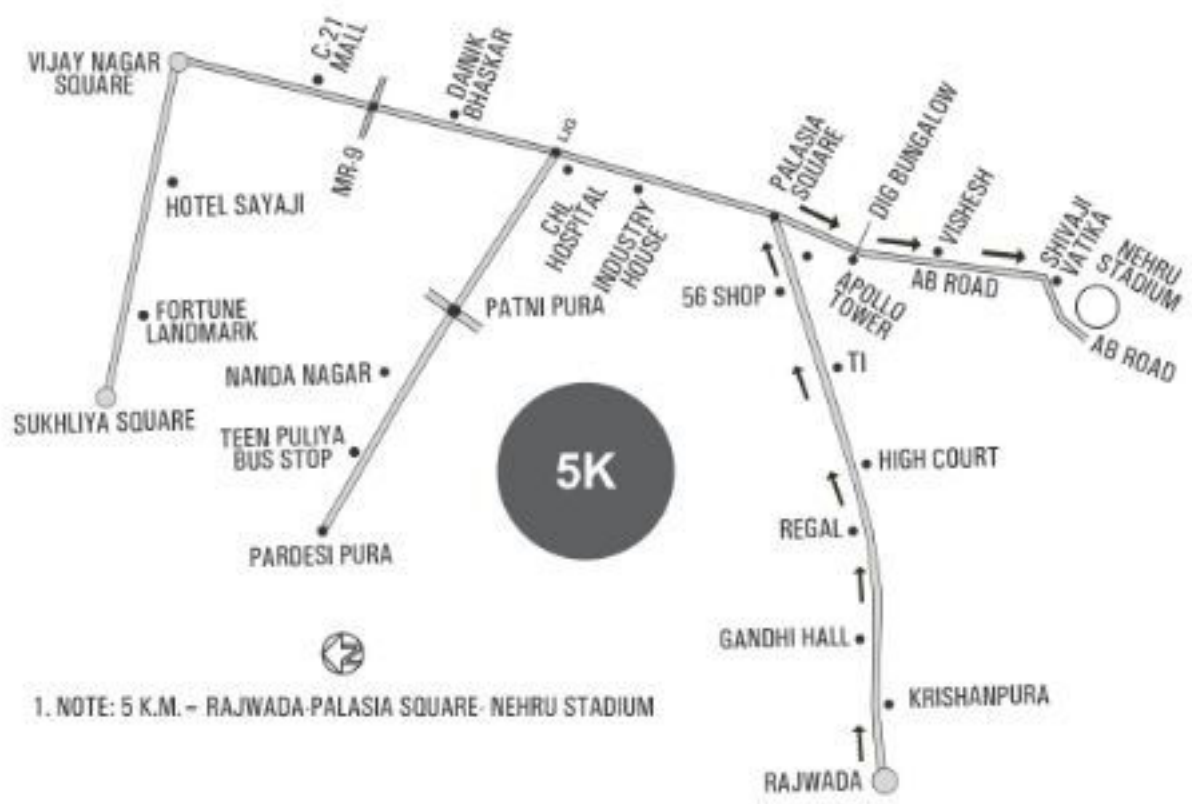 VIJAY NAGAR
SQUARE
C-21
MALL
MR-9
DAINIK
BHASKAR
LIG
HOTEL SAYAJI
FORTUNE
LANDMARK
SUKHLIYA SQUARE
CHL
HOSPITAL
INDUSTRY
HOUSE
PALASIA
SQUARE
DIG BUNGALOW
VISHESH
SHIVAJI
VATIKA
NEHRU
STADIUM
AB ROAD
AB ROAD
APOLLO
TOWER
56 SHOP
PATNI PURA
NANDA NAGAR
TEEN PULIYA
BUS STOP
PARDESI PURA
5K
TI
HIGH COURT
REGAL
GANDHI HALL
KRISHANPURA
RAJWADA
N
1. NOTE: 5 K.M. – RAJWADA-PALASIA SQUARE- NEHRU STADIUM